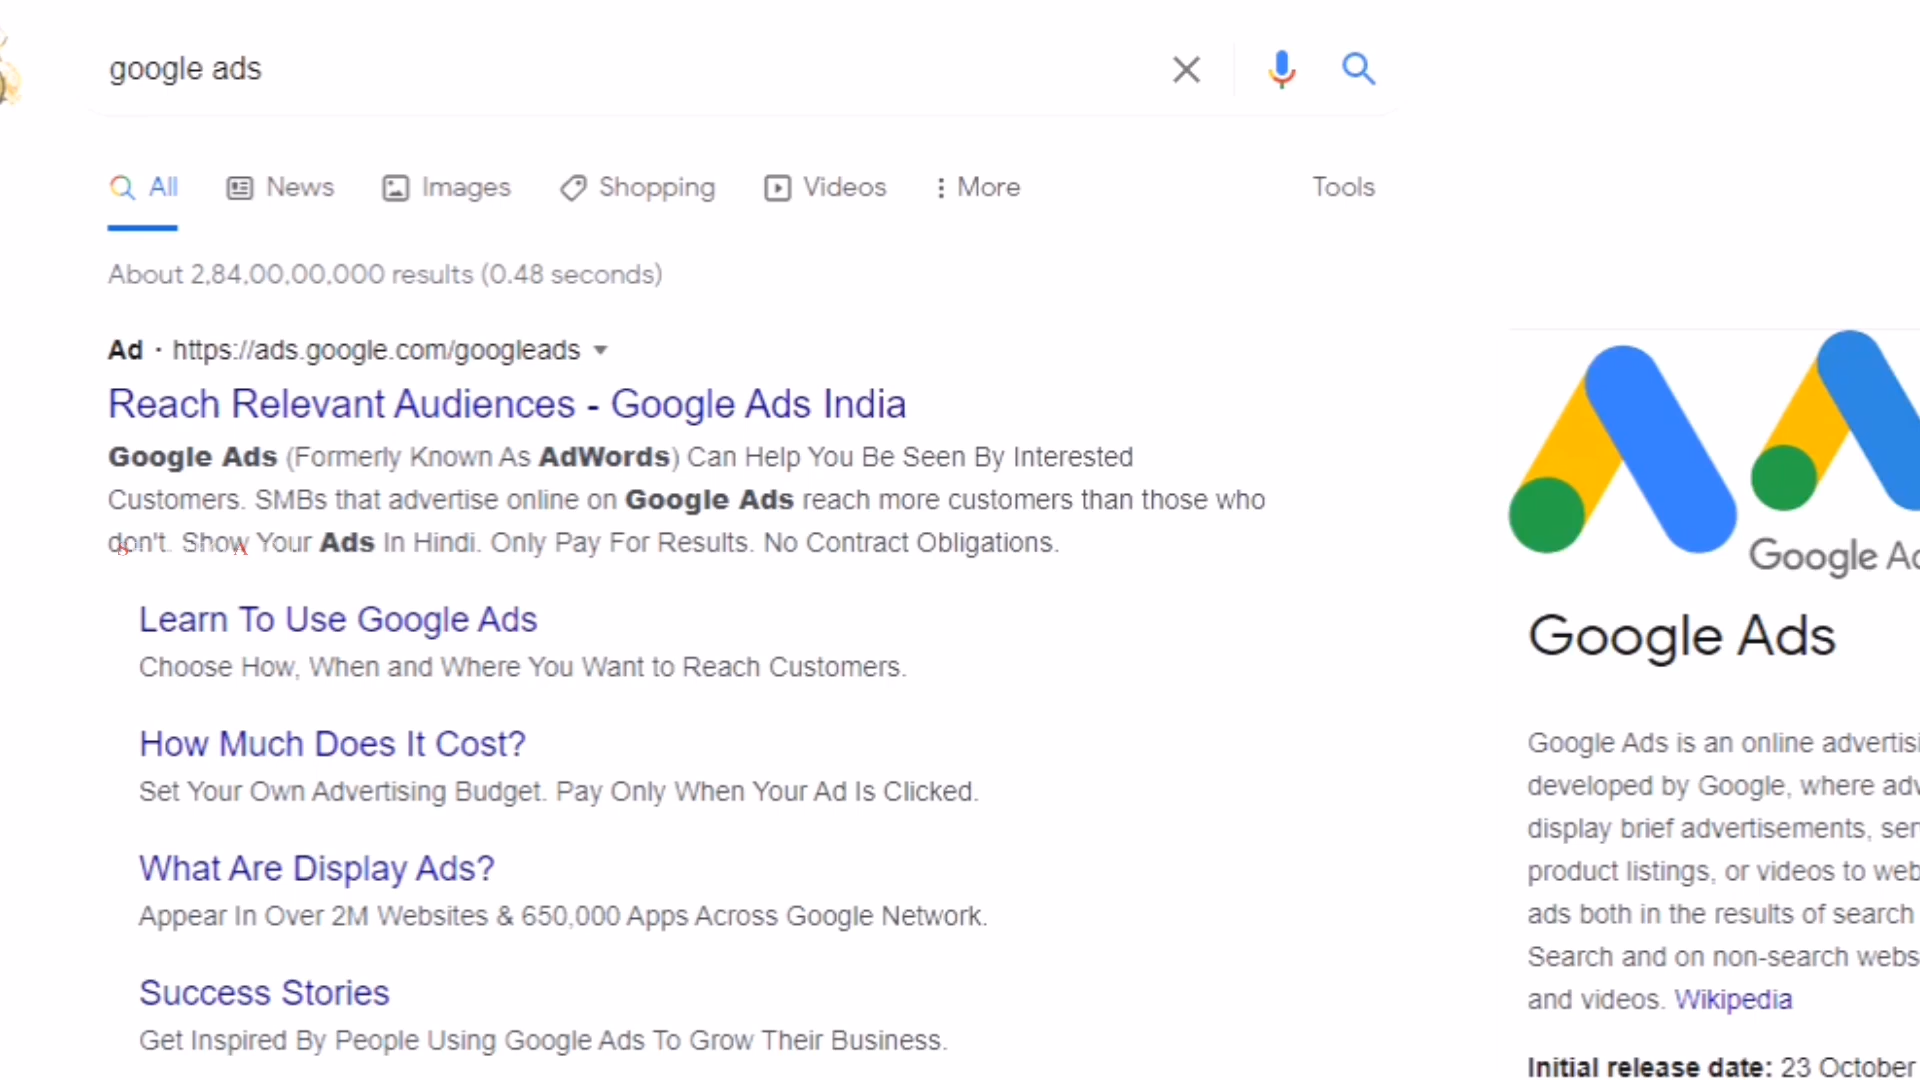 google ads
All
News
Images
Shopping
Videos
More
Tools
About 2,84,00,00,000 results (0.48 seconds)
Ad · https://ads.google.com/googleads
Reach Relevant Audiences - Google Ads India
Google Ads (Formerly Known As AdWords) Can Help You Be Seen By Interested
Customers. SMBs that advertise online on Google Ads reach more customers than those who
don't. Show Your Ads In Hindi. Only Pay For Results. No Contract Obligations.
Learn To Use Google Ads
Choose How, When and Where You Want to Reach Customers.
How Much Does It Cost?
Set Your Own Advertising Budget. Pay Only When Your Ad Is Clicked.
What Are Display Ads?
Appear In Over 2M Websites & 650,000 Apps Across Google Network.
Success Stories
Get Inspired By People Using Google Ads To Grow Their Business.
Google
Google Ads
Google Ads is an online
developed by Google, where
display brief advertisements,
product listings, or videos to
ads both in the results of search
Search and on non-search
and videos. Wikipedia
Initial release date: 23 October